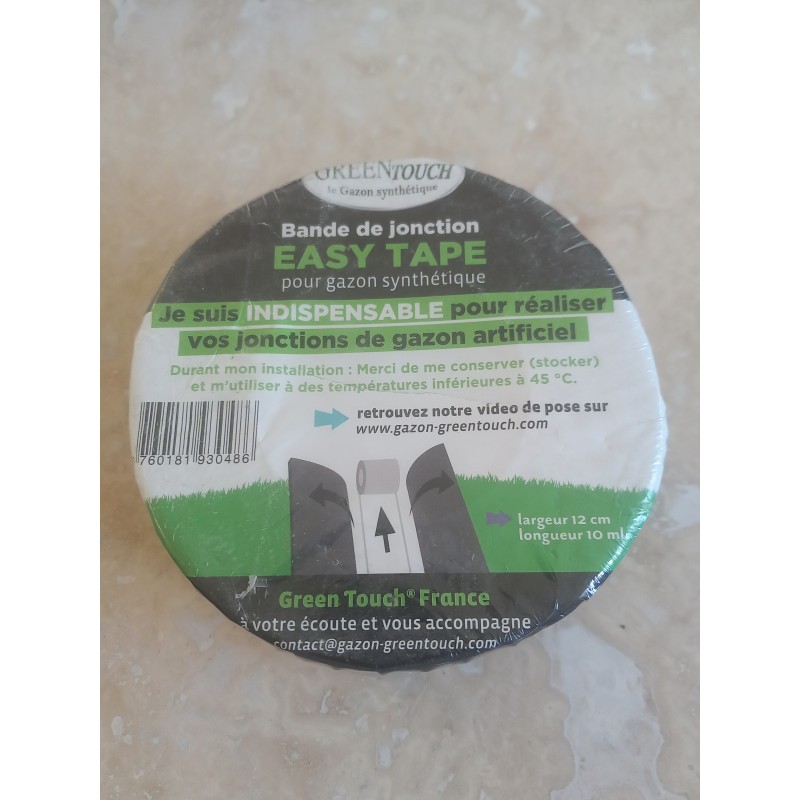 GREENTOUCH
le Gazon synthétique
Bande de jonction
EASY TAPE
pour gazon synthétique
Je suis INDISPENSABLE pour réaliser
vos jonctions de gazon artificiel
Durant mon installation : Merci de me conserver (stocker)
et m'utiliser à des températures inférieures à 45 °C.
retrouvez notre video de pose sur
www.gazon-greentouch.com
760181 930486
largeur 12 cm
longueur 10 ml
Green Touch® France
à votre écoute et vous accompagne
contact@gazon-greentouch.com